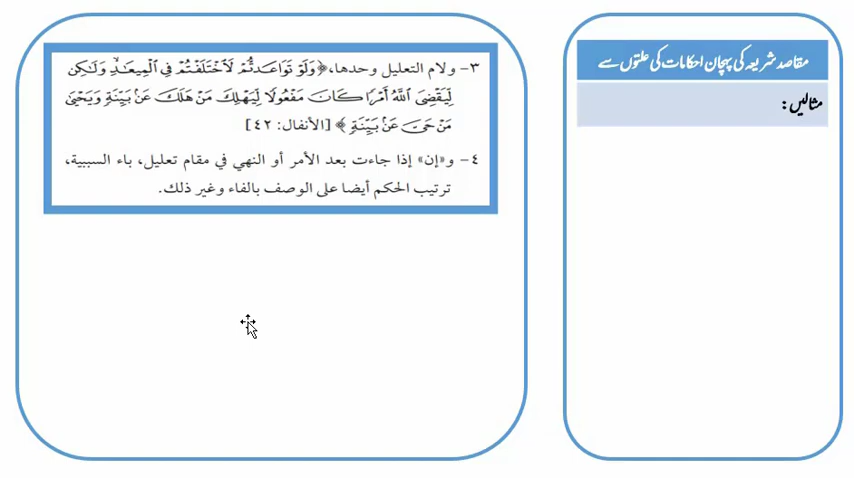 مقاصد شریعہ کی پہچان احکامات کی علتوں سے
مثالیں:
٣- ولام التعليل وحدها، ﴿وَلَوْ تَوَاعَدتُّمْ لَاخْتَلَفْتُمْ فِي الْمِيعَـٰدِ وَلَـٰكِن
لِّيَقْضِيَ اللَّهُ أَمْرًا كَانَ مَفْعُولًا لِّيَهْلِكَ مَنْ هَلَكَ عَنْ بَيِّنَةٍ وَيَحْيَىٰ
مَنْ حَيَّ عَنْ بَيِّنَةٍ﴾ [الأنفال: ٤٢]
٤- و«إن» إذا جاءت بعد الأمر أو النهي في مقام تعليل، باء السببية،
ترتيب الحكم أيضا على الوصف بالفاء وغير ذلك.